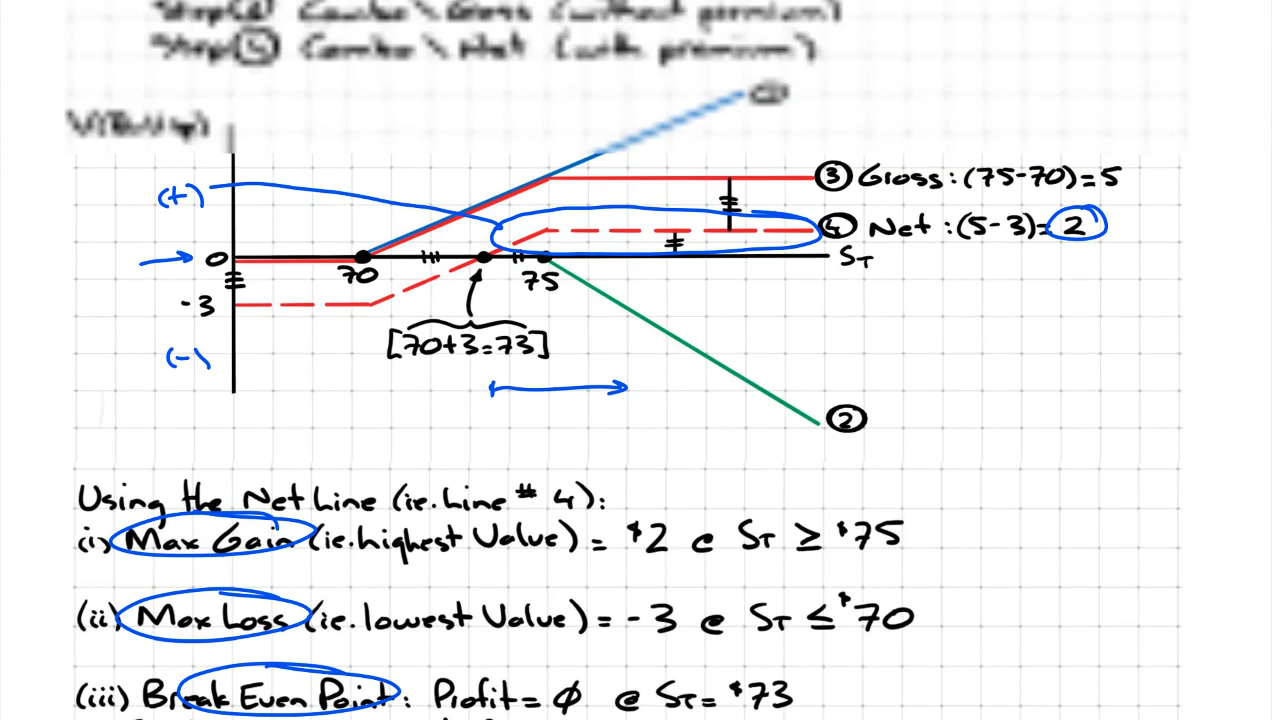 Step④ Combo \ Gross (without premium)
Step⑤ Combo \ Net (with premium)
①
(+)
③ Gross: (75-70)=5
④ Net : (5-3)= 2
0
70
75
ST
-3
[70+3=73]
(-)
②
Using the Net Line (ie. Line # 4):
(i) Max Gain (ie. highest Value) = $2 @ ST ≥ $75
(ii) Max Loss (ie. lowest Value) = -3 @ ST ≤ $70
(iii) Break Even Point: Profit = ϕ @ ST = $73